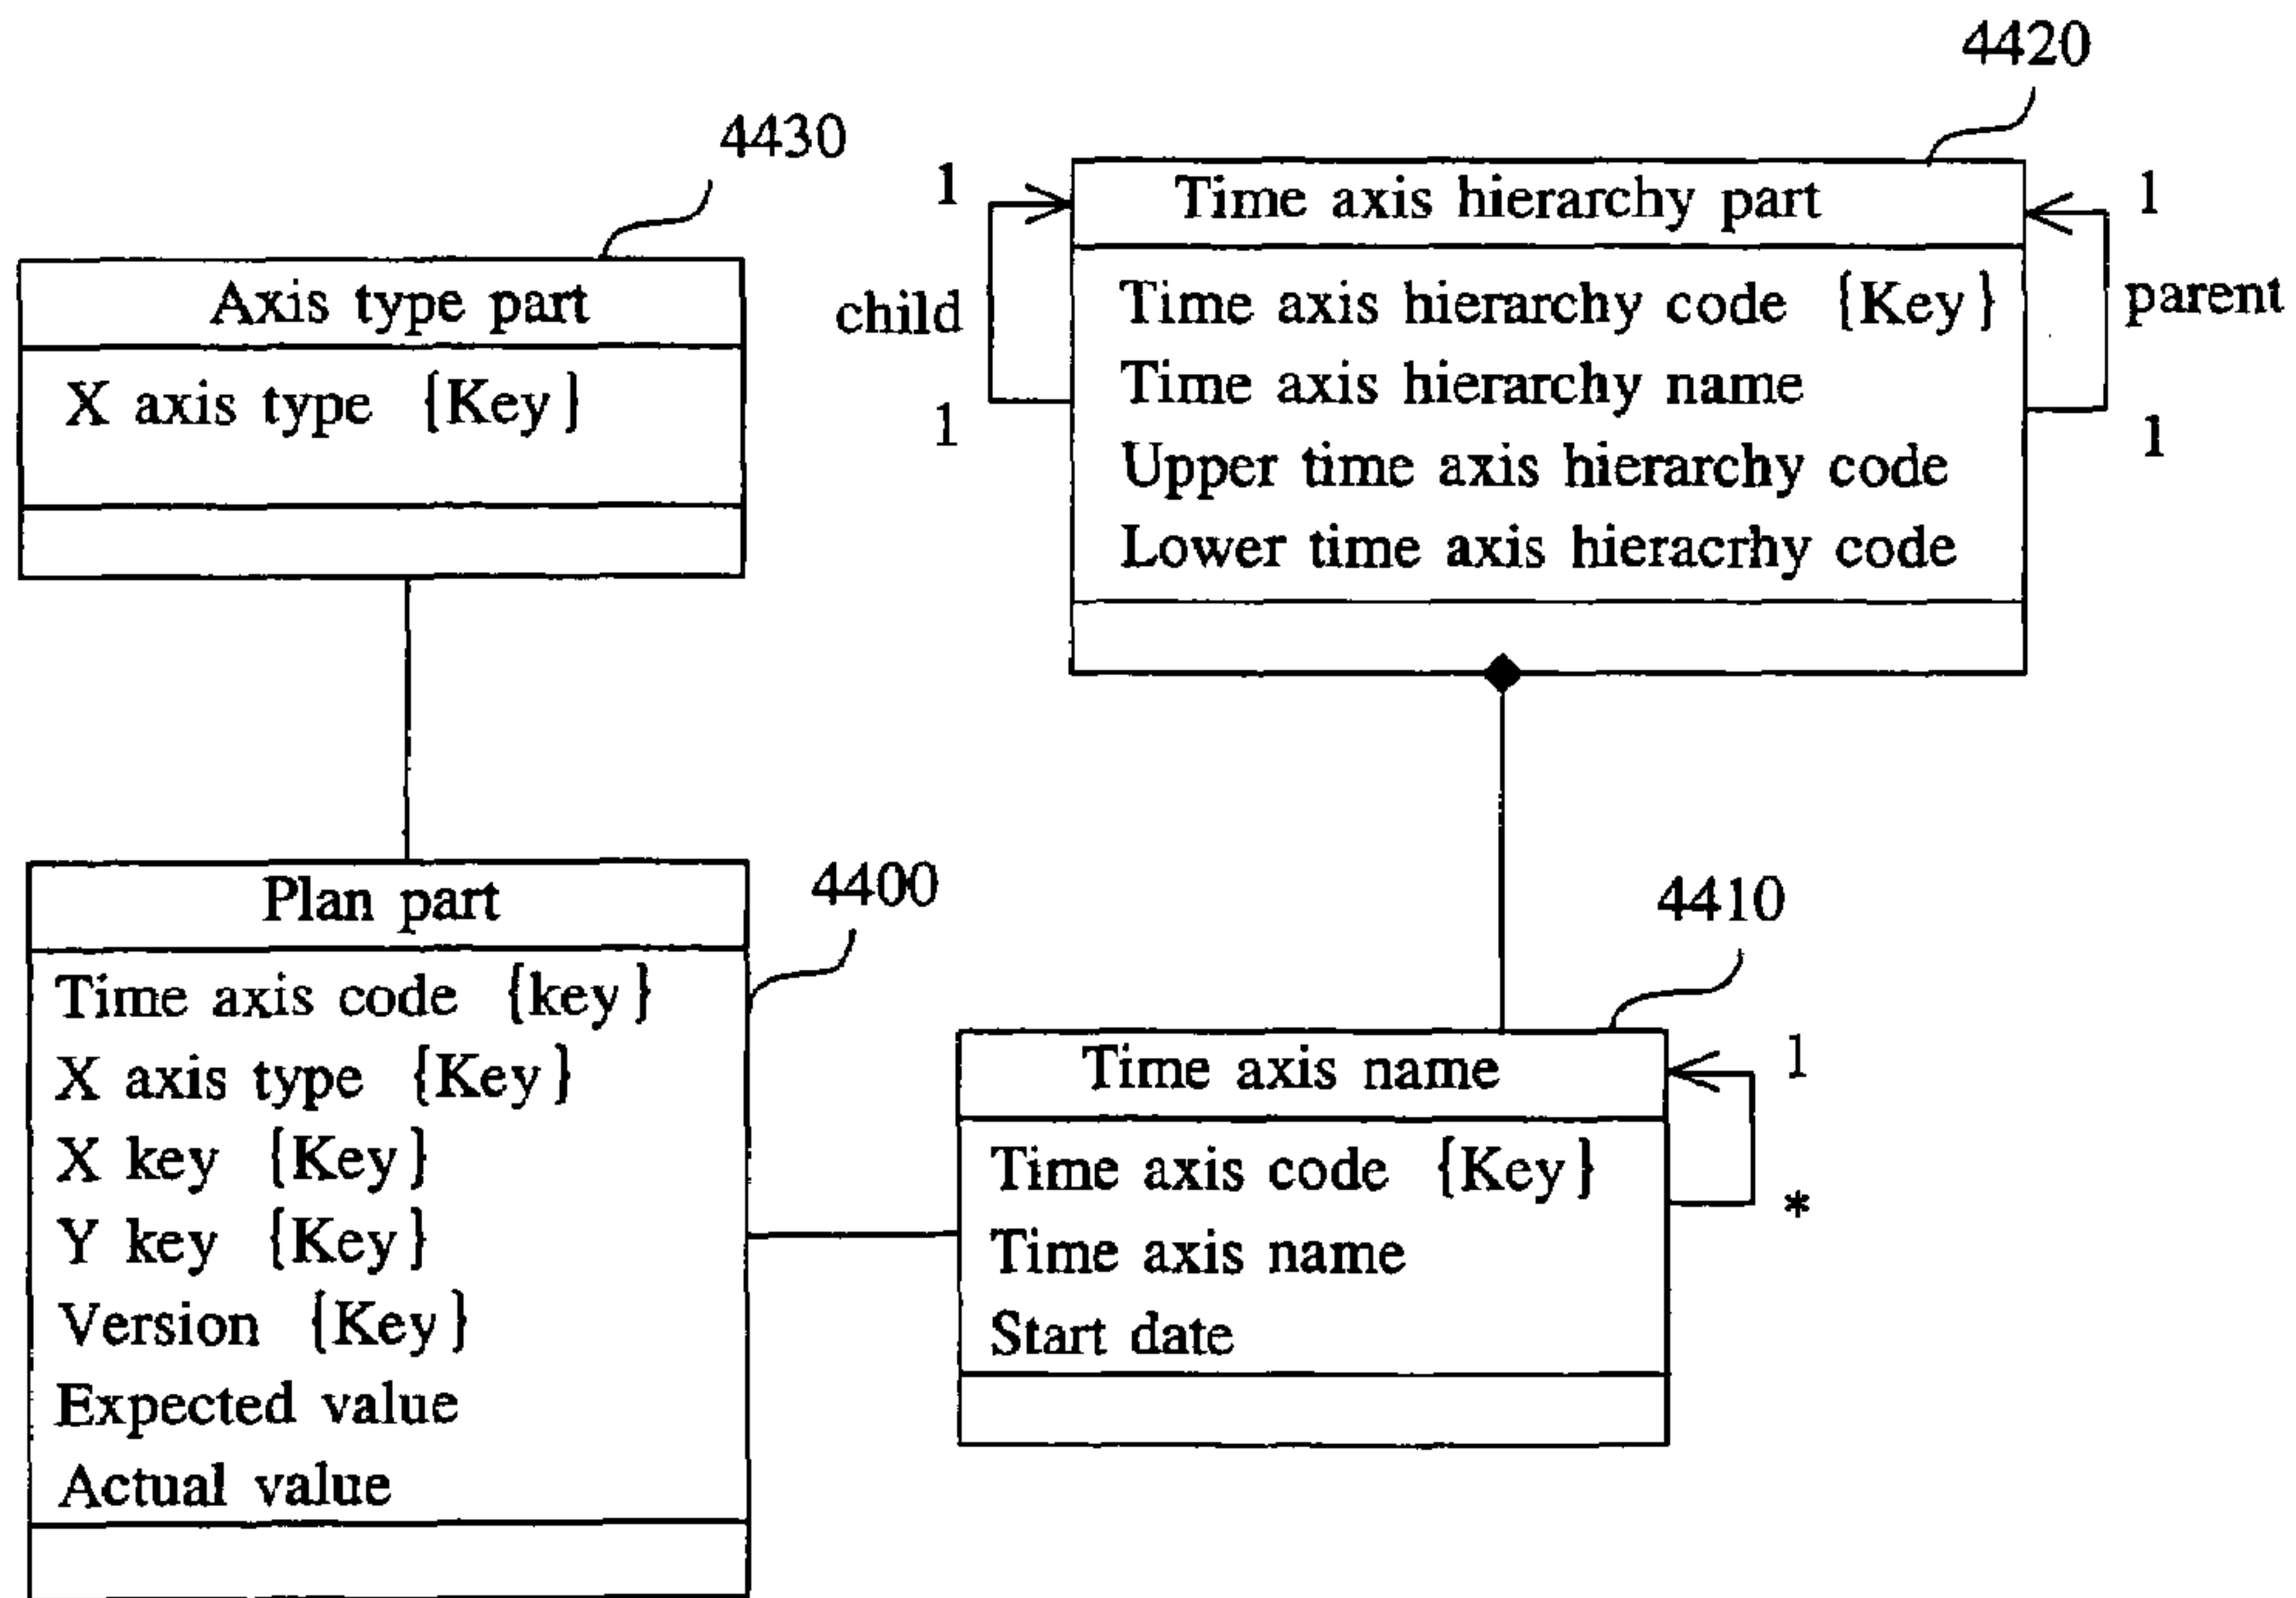 4420
4430
1
Time axis hierarchy part
1
Axis type part
child
Time axis hierarchy code {Key}
parent
X axis type {Key}
Time axis hierarchy name
1
1
Upper time axis hierarchy code
Lower time axis hieracrhy code
Plan part
4400
4410
Time axis code {key}
X axis type {Key}
X key {Key}
Y key {Key}
Version {Key}
Expected value
Actual value
Time axis name
1
Time axis code {Key}
*
Time axis name
Start date